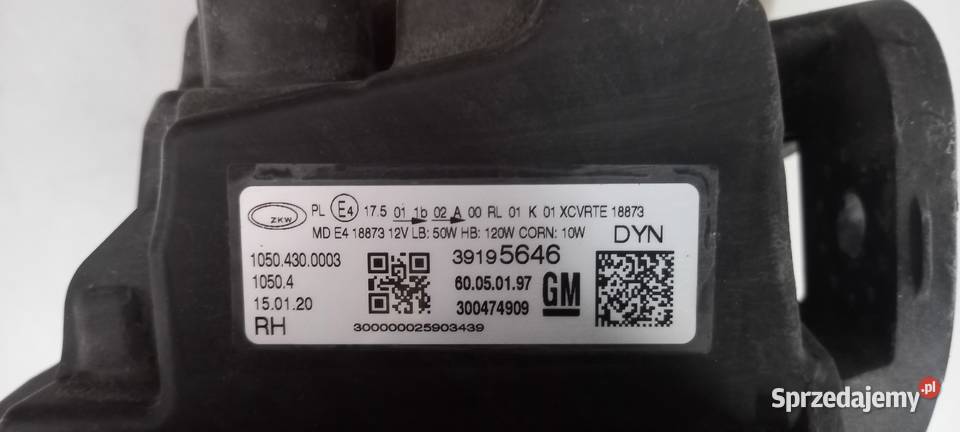 ZKW PL E4 17.5 01 1b 02 A 00 RL 01 K 01 XCVRTE 18873
MD E4 18873 12V LB: 50W HB: 120W CORN: 10W DYN
1050.430.0003 39195646
1050.4 60.05.01.97 GM
15.01.20 300474909
RH 300000025903439
Sprzedajemy.pl